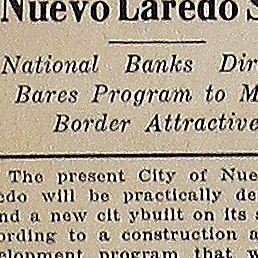 Nuevo Laredo S
National Banks Dir
Bares Program to M
Border Attractive
The present City of Nue
edo will be practically de
nd a new cit ybuilt on its s
ording to a construction a
elopment program that w